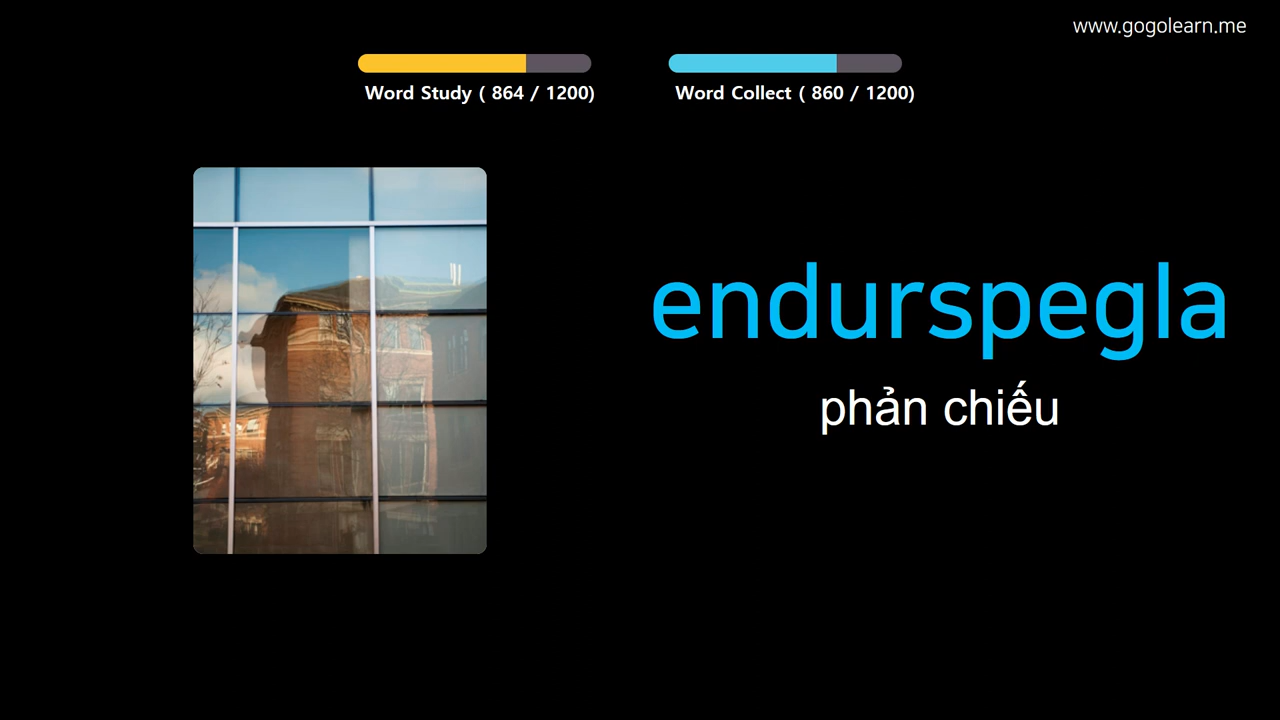 www.gogolearn.me
Word Study ( 864 / 1200)
Word Collect ( 860 / 1200)
endurspegla
phản chiếu